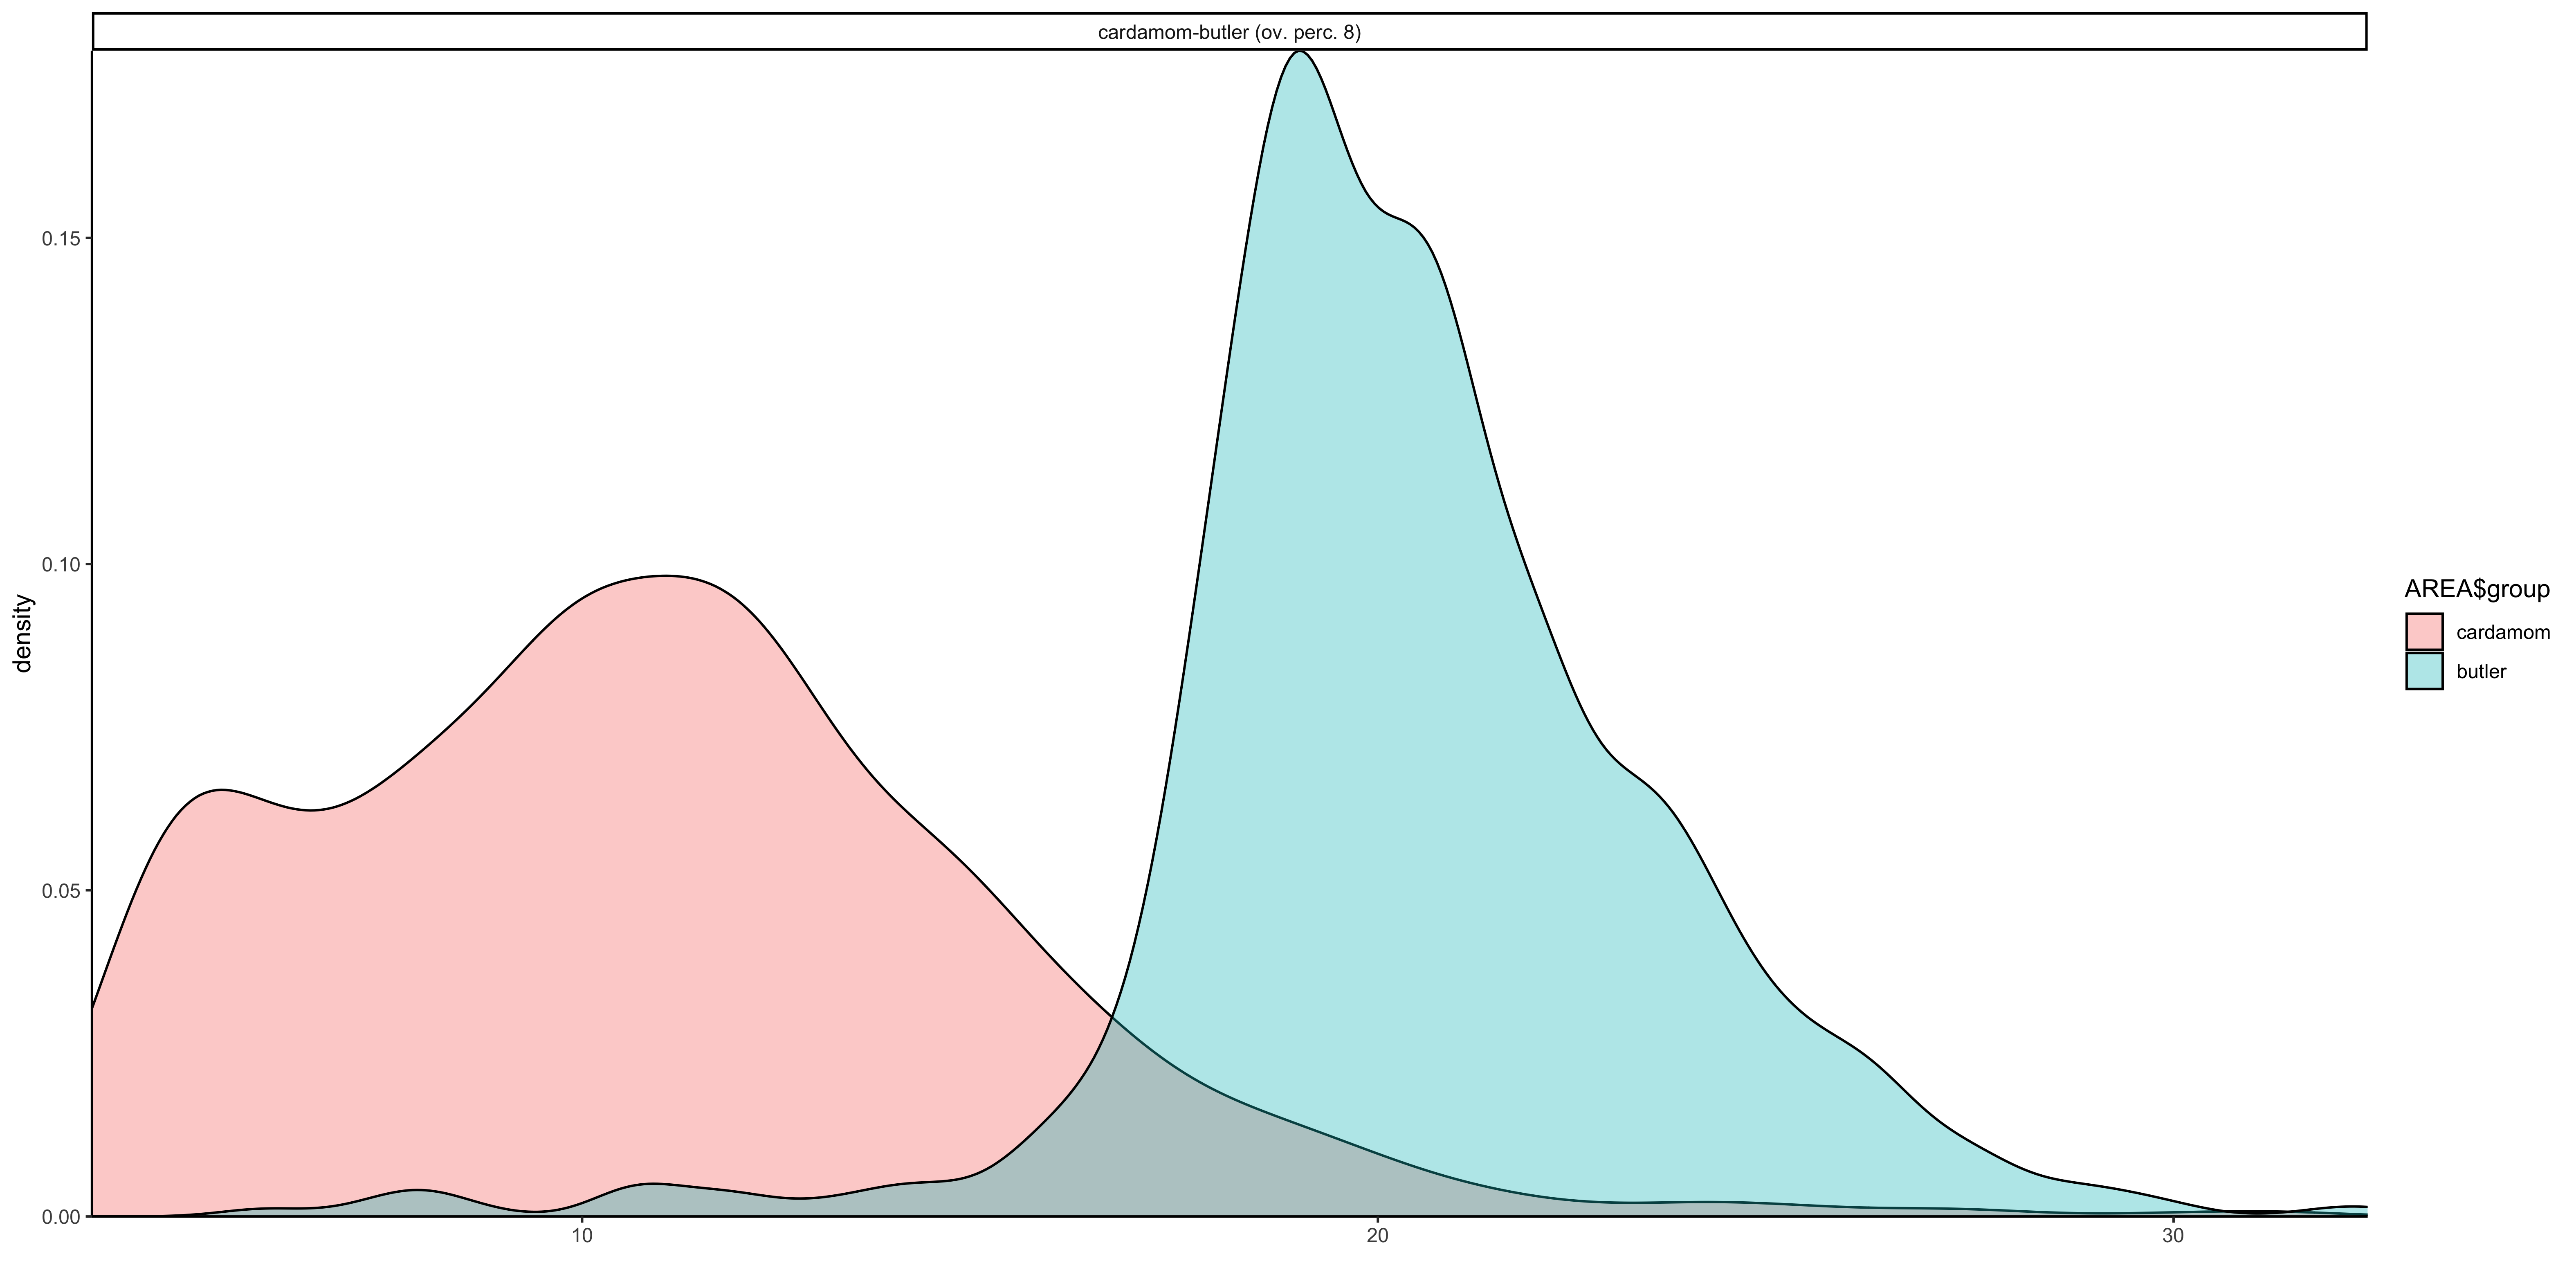 cardamom-butler (ov. perc. 8)
0.15
0.10
0.05
0.00
density
10
20
30
AREA$group
cardamom
butler